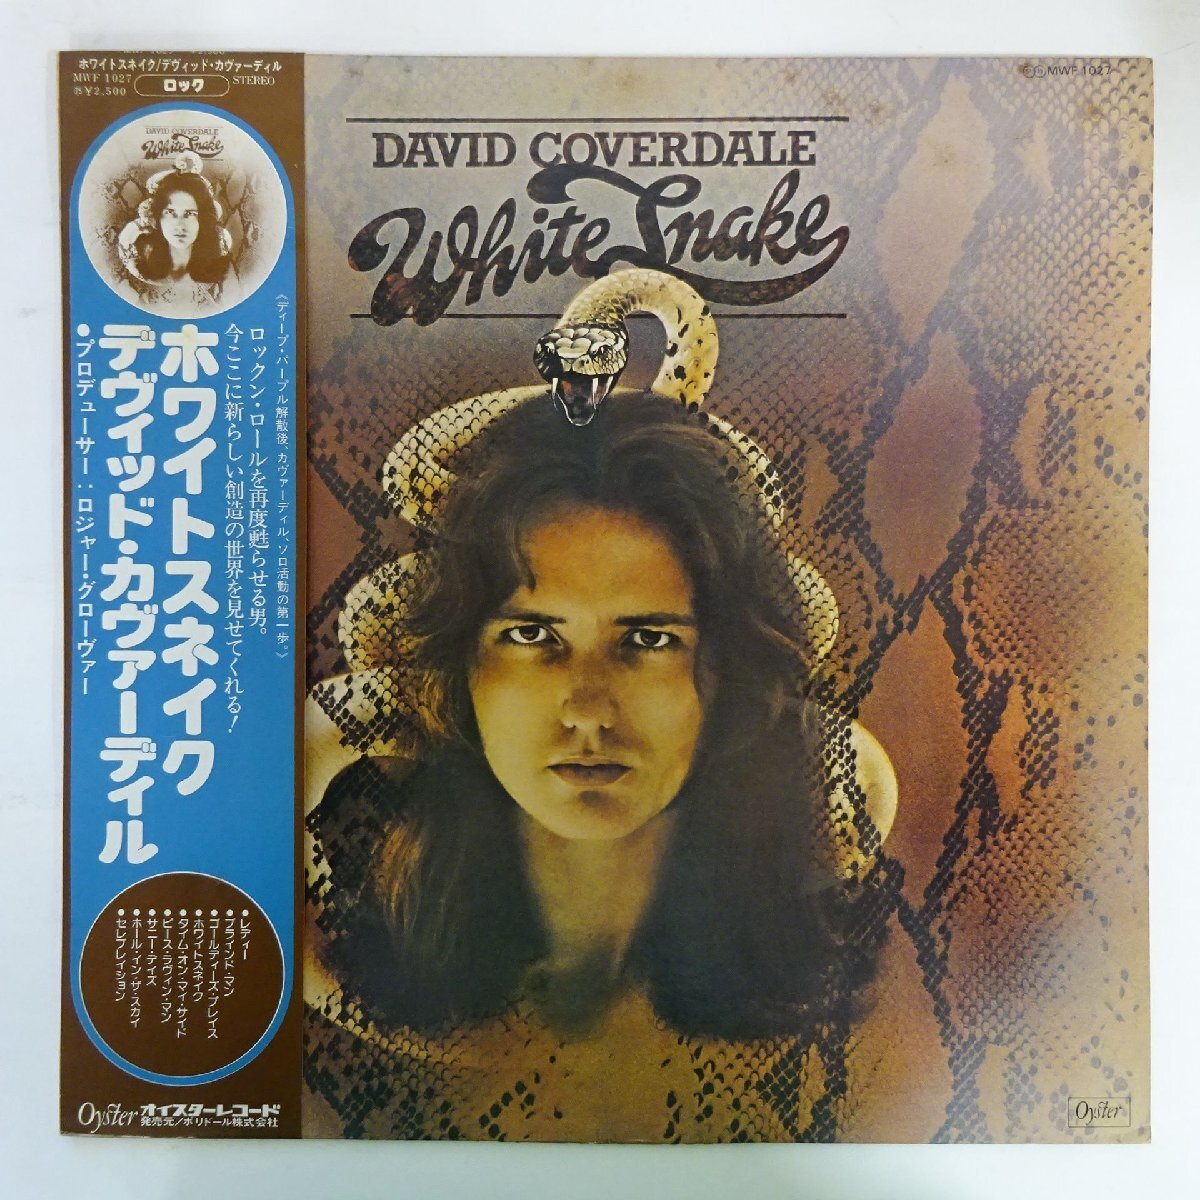 ホワイトスネイク/デヴィッド・カヴァーディル
MWF 1027
ロック
STEREO
¥2,500
DAVID COVERDALE
White Snake
《ディープ・パープル解散後、カヴァーディル、ソロ活動の第一歩。》
ロックン・ロールを再度甦らせる男。
今ここに新らしい創造の世界を見せてくれる！
ホワイトスネイク
デヴィッド・カヴァーディル
・プロデューサー：ロジャー・グローヴァー
•レディー
•ブラインド・マン
•ゴールディーズ・プレイス
•ホワイトスネイク
•タイム・オン・マイ・サイド
•ピース・ラヴィン・マン
•サニー・デイズ
•ホール・イン・ザ・スカイ
•セレブレイション
Oyster オイスターレコード
発売元/ポリドール株式会社
MWF 1027
DAVID COVERDALE
White Snake
Oyster